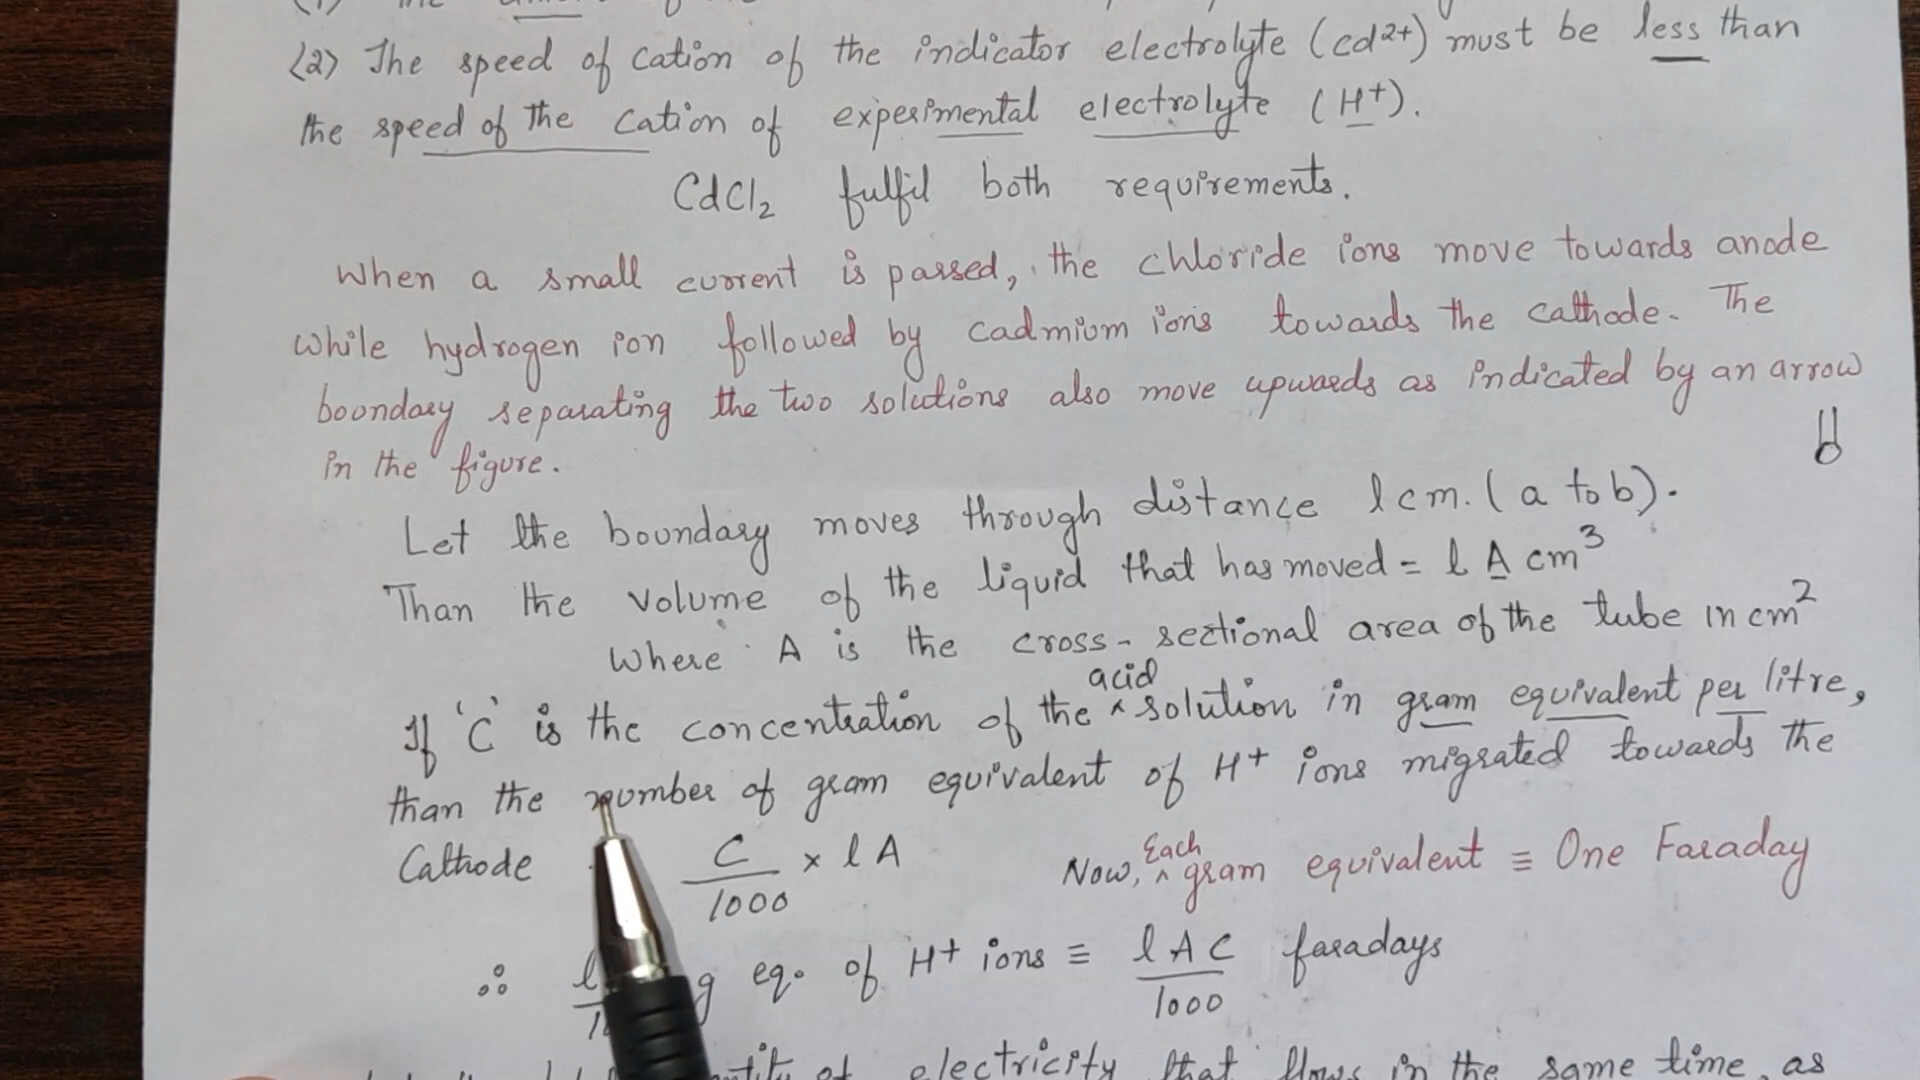 (2) The speed of cation of the indicator electrolyte (cd2+) must be less than
the speed of the cation of experimental electrolyte (H+).
CdCl2 fulfil both requirements.
When a small current is passed, the chloride ions move towards anode
while hydrogen ion followed by cadmium ions towards the cathode. The
boundary separating the two solutions also move upwards as indicated by an arrow
in the figure.
Let the boundary moves through distance l cm. (a to b).
Than the volume of the liquid that has moved = l A cm3
Where A is the cross-sectional area of the tube in cm2
If 'C' is the concentration of the acid solution in gram equivalent per litre,
than the number of gram equivalent of H+ ions migrated towards the
Cathode C/1000 × l A Now, Each gram equivalent ≡ One Faraday
∴ g eq. of H+ ions ≡ l A C/1000 faradays
of electricity that flows in the same time, as